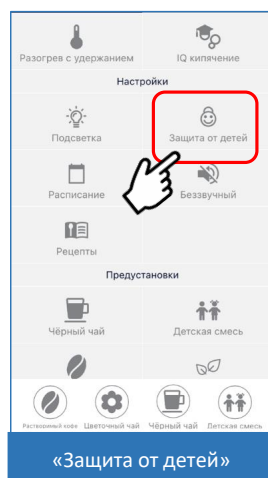 Разогрев с удержанием IQ кипячение
Настройки
Подсветка Защита от детей
Расписание Беззвучный
Рецепты
Предустановки
Чёрный чай Детская смесь
Растворимый кофе Цветочный чай Чёрный чай Детская смесь
«Защита от детей»